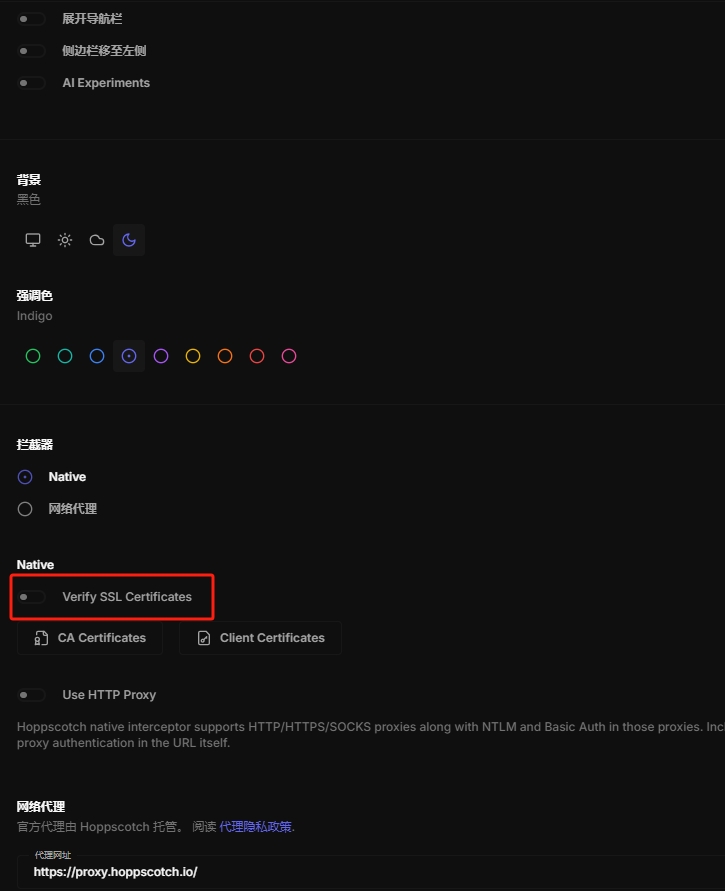 展开导航栏
侧边栏移至左侧
AI Experiments
背景
黑色
强调色
Indigo
拦截器
Native
网络代理
Native
Verify SSL Certificates
CA Certificates
Client Certificates
Use HTTP Proxy
Hoppscotch native interceptor supports HTTP/HTTPS/SOCKS proxies along with NTLM and Basic Auth in those proxies. Incl
proxy authentication in the URL itself.
网络代理
官方代理由 Hoppscotch 托管。 阅读 代理隐私政策.
代理网址
https://proxy.hoppscotch.io/